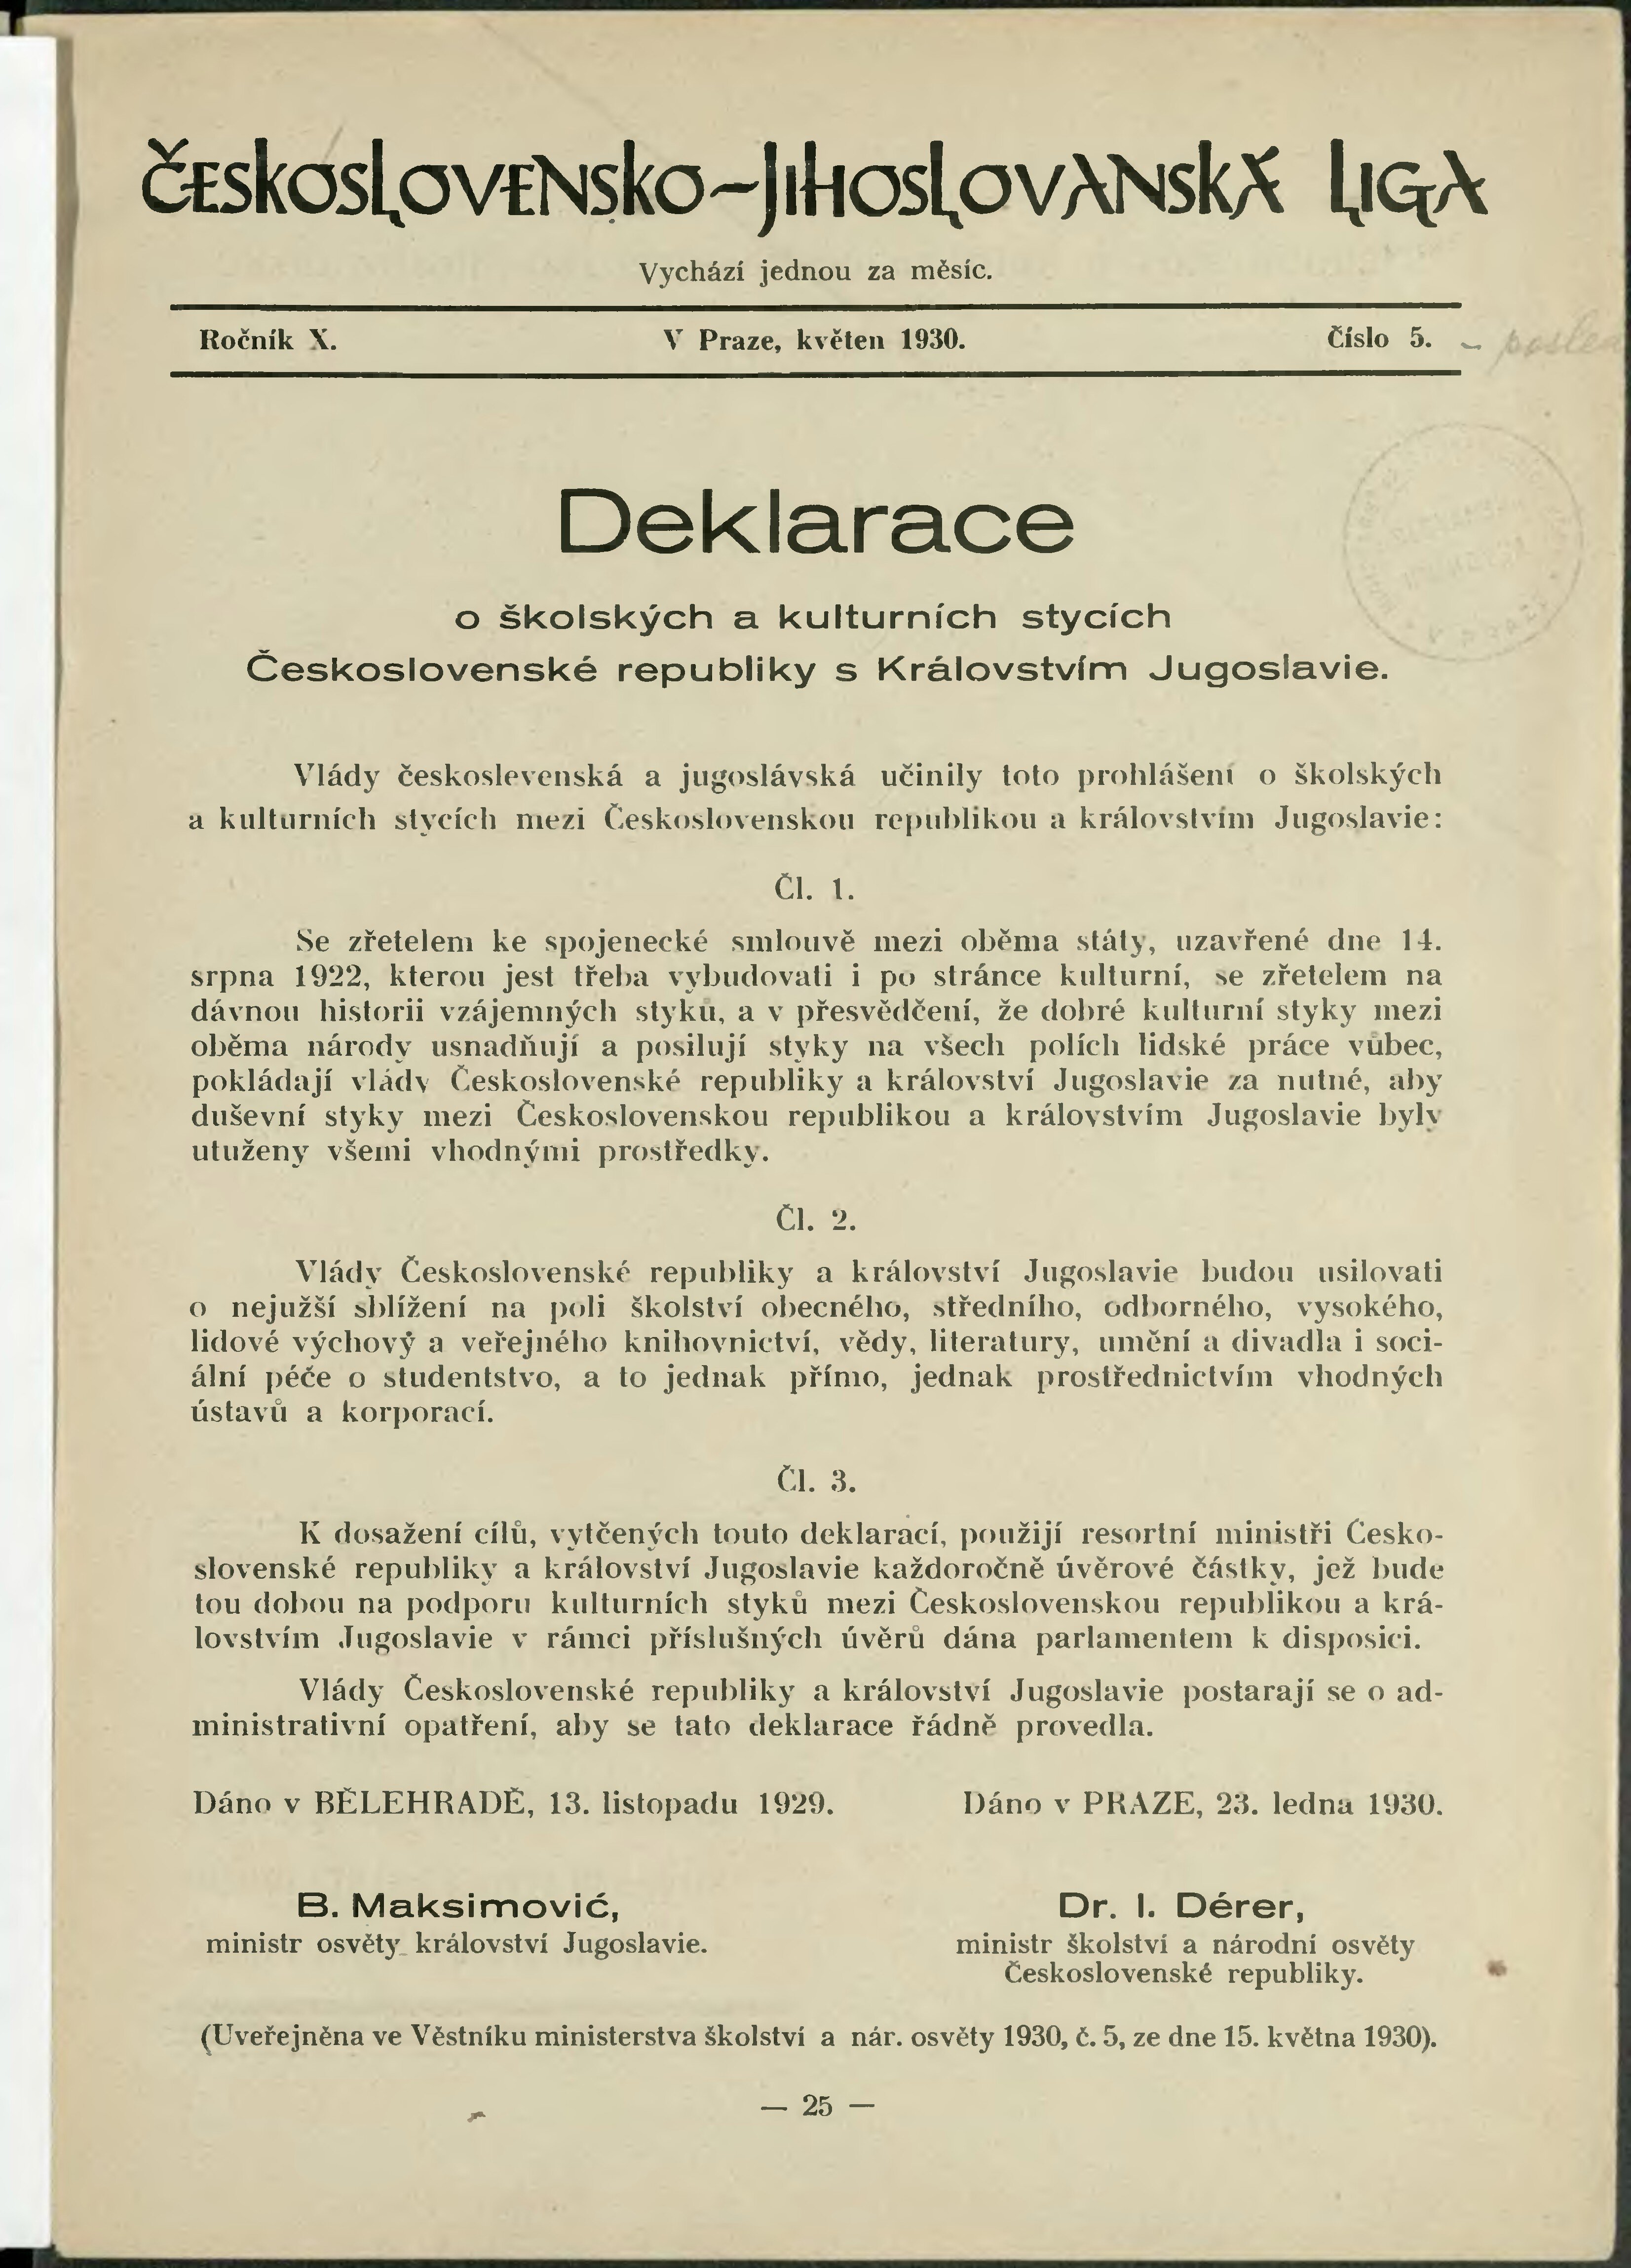 Československo-Jihoslovanská Liga
Vychází jednou za měsíc.
Ročník X. V Praze, květen 1930. Číslo 5.
Deklarace
o školských a kulturních stycích
Československé republiky s Královstvím Jugoslavie.
Vlády českoslevenská a jugoslávská učinily toto prohlášení o školských
a kulturních stycích mezi Československou republikou a královstvím Jugoslavie:
Čl. 1.
Se zřetelem ke spojenecké smlouvě mezi oběma státy, uzavřené dne 14.
srpna 1922, kterou jest třeba vybudovati i po stránce kulturní, se zřetelem na
dávnou historii vzájemných styků, a v přesvědčení, že dobré kulturní styky mezi
oběma národy usnadňují a posilují styky na všech polích lidské práce vůbec,
pokládají vlády Československé republiky a království Jugoslavie za nutné, aby
duševní styky mezi Československou republikou a královstvím Jugoslavie byly
utuženy všemi vhodnými prostředky.
Čl. 2.
Vlády Československé republiky a království Jugoslavie budou usilovati
o nejužší sblížení na poli školství obecného, středního, odborného, vysokého,
lidové výchový a veřejného knihovnictví, vědy, literatury, umění a divadla i soci-
ální péče o studentstvo, a to jednak přímo, jednak prostřednictvím vhodných
ústavů a korporací.
Čl. 3.
K dosažení cílů, vytčených touto deklarací, použijí resortní ministři Česko-
slovenské republiky a království Jugoslavie každoročně úvěrové částky, jež bude
tou dobou na podporu kulturních styků mezi Československou republikou a krá-
lovstvím Jugoslavie v rámci příslušných úvěrů dána parlamentem k disposici.
Vlády Československé republiky a království Jugoslavie postarají se o ad-
ministrativní opatření, aby se tato deklarace řádně provedla.
Dáno v BĚLEHRADĚ, 13. listopadu 1929. Dáno v PRAZE, 23. ledna 1930.
B. Maksimović, Dr. I. Dérer,
ministr osvěty království Jugoslavie. ministr školství a národní osvěty
Československé republiky.
(Uveřejněna ve Věstníku ministerstva školství a nár. osvěty 1930, č. 5, ze dne 15. května 1930).
— 25 —